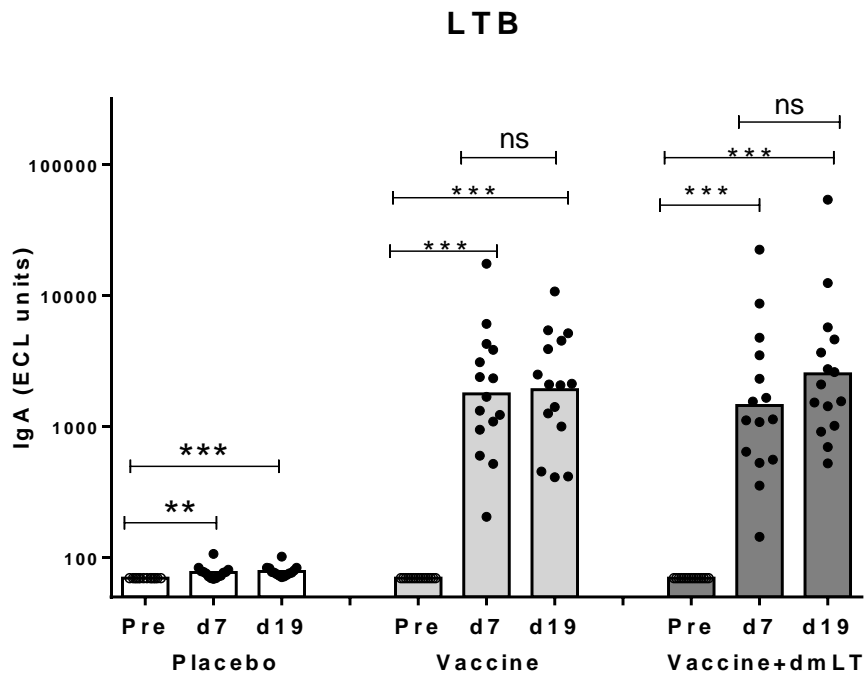 LTB
ns
ns
100000
***
***
***
***
IgA (ECL units)
10000
1000
***
**
100
Pre d7 d19 Pre d7 d19 Pre d7 d19
Placebo Vaccine Vaccine+dmLT